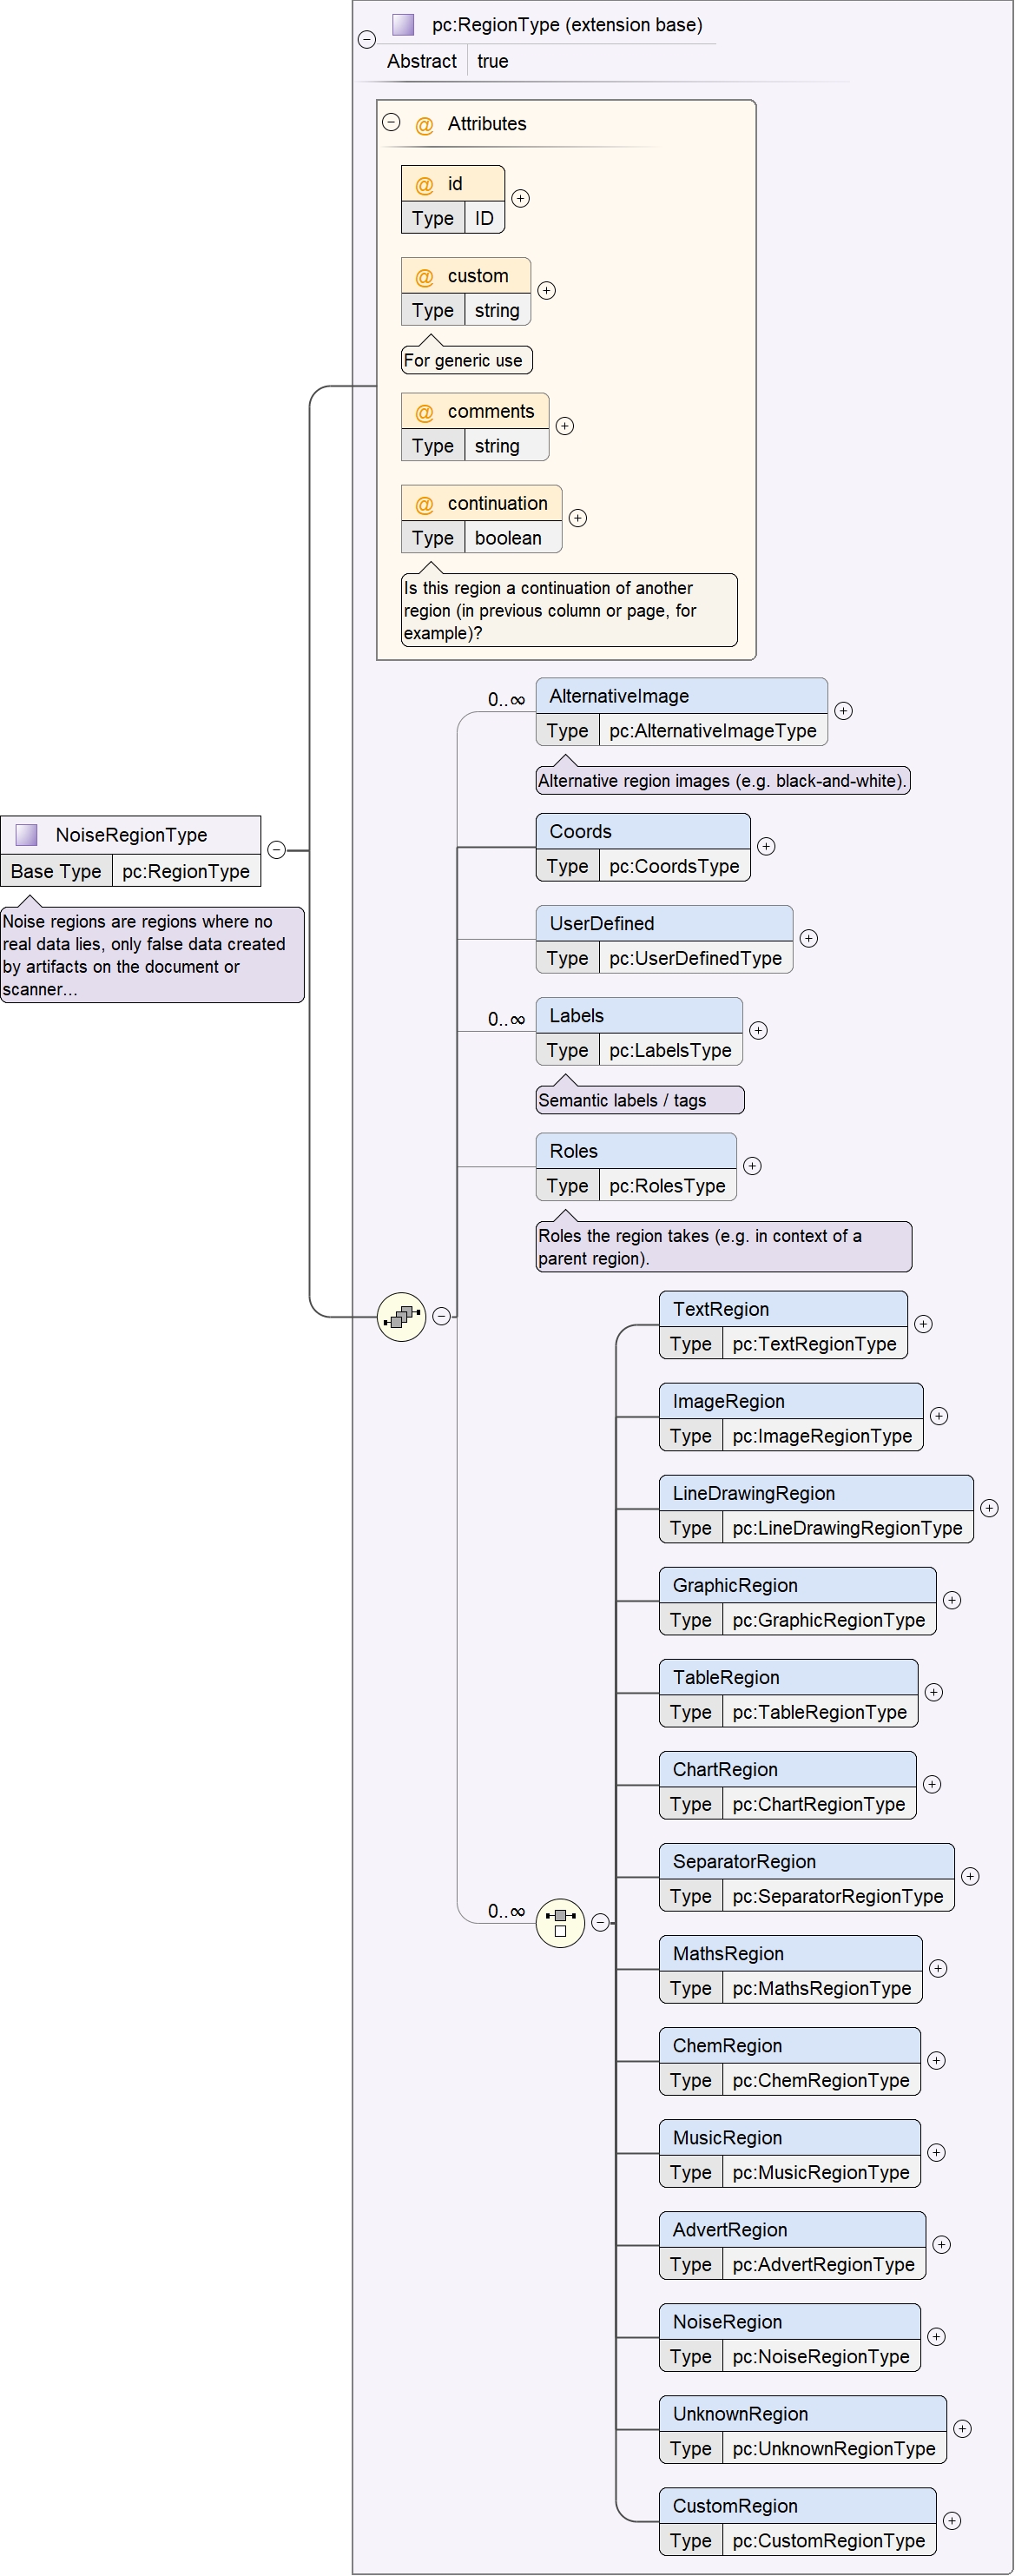 pc:RegionType (extension base)
Abstract true
@ Attributes
@ id
Type ID
@ custom
Type string
For generic use
@ comments
Type string
@ continuation
Type boolean
Is this region a continuation of another
region (in previous column or page, for
example)?
NoiseRegionType
Base Type pc:RegionType
Noise regions are regions where no
real data lies, only false data created
by artifacts on the document or
scanner...
0..∞
AlternativeImage
Type pc:AlternativeImageType
Alternative region images (e.g. black-and-white).
Coords
Type pc:CoordsType
UserDefined
Type pc:UserDefinedType
0..∞
Labels
Type pc:LabelsType
Semantic labels / tags
Roles
Type pc:RolesType
Roles the region takes (e.g. in context of a
parent region).
0..∞
TextRegion
Type pc:TextRegionType
ImageRegion
Type pc:ImageRegionType
LineDrawingRegion
Type pc:LineDrawingRegionType
GraphicRegion
Type pc:GraphicRegionType
TableRegion
Type pc:TableRegionType
ChartRegion
Type pc:ChartRegionType
SeparatorRegion
Type pc:SeparatorRegionType
MathsRegion
Type pc:MathsRegionType
ChemRegion
Type pc:ChemRegionType
MusicRegion
Type pc:MusicRegionType
AdvertRegion
Type pc:AdvertRegionType
NoiseRegion
Type pc:NoiseRegionType
UnknownRegion
Type pc:UnknownRegionType
CustomRegion
Type pc:CustomRegionType